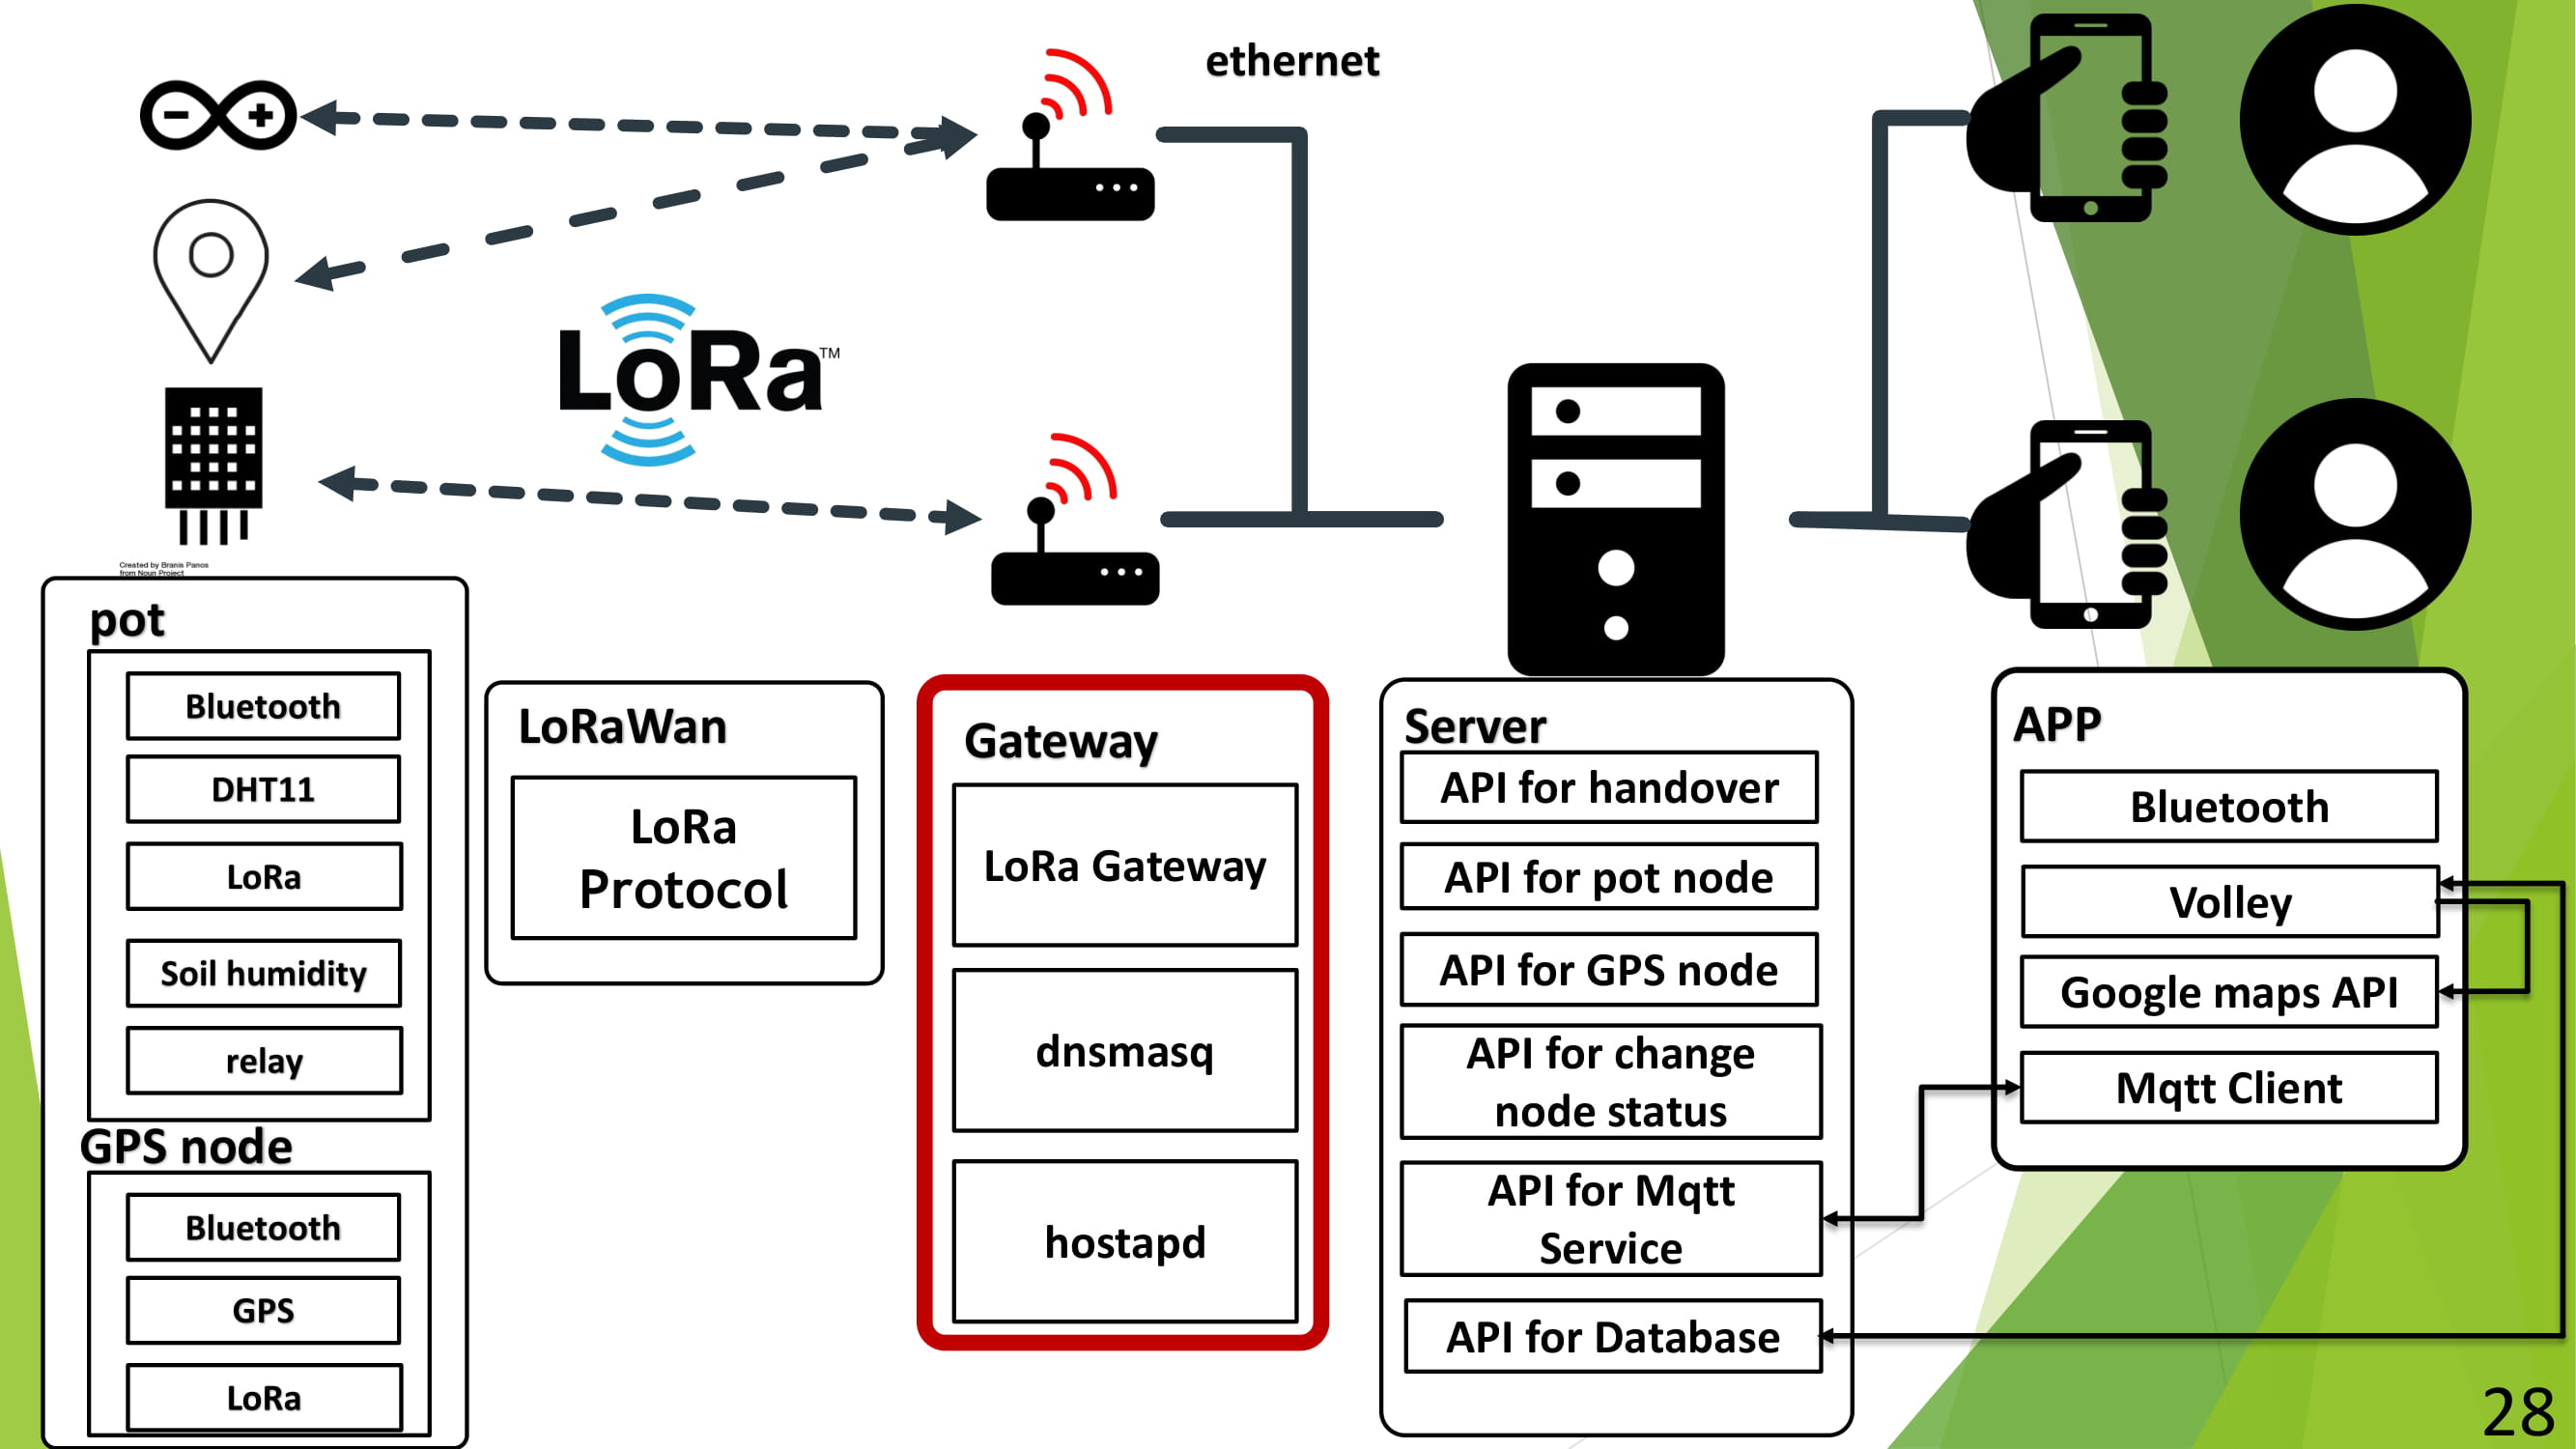 ethernet
LoRa™
Created by Branis Panos
from Noun Project
pot
Bluetooth
DHT11
LoRa
Soil humidity
relay
GPS node
Bluetooth
GPS
LoRa
LoRaWan
LoRa
Protocol
Gateway
LoRa Gateway
dnsmasq
hostapd
Server
API for handover
API for pot node
API for GPS node
API for change
node status
API for Mqtt
Service
API for Database
APP
Bluetooth
Volley
Google maps API
Mqtt Client
28